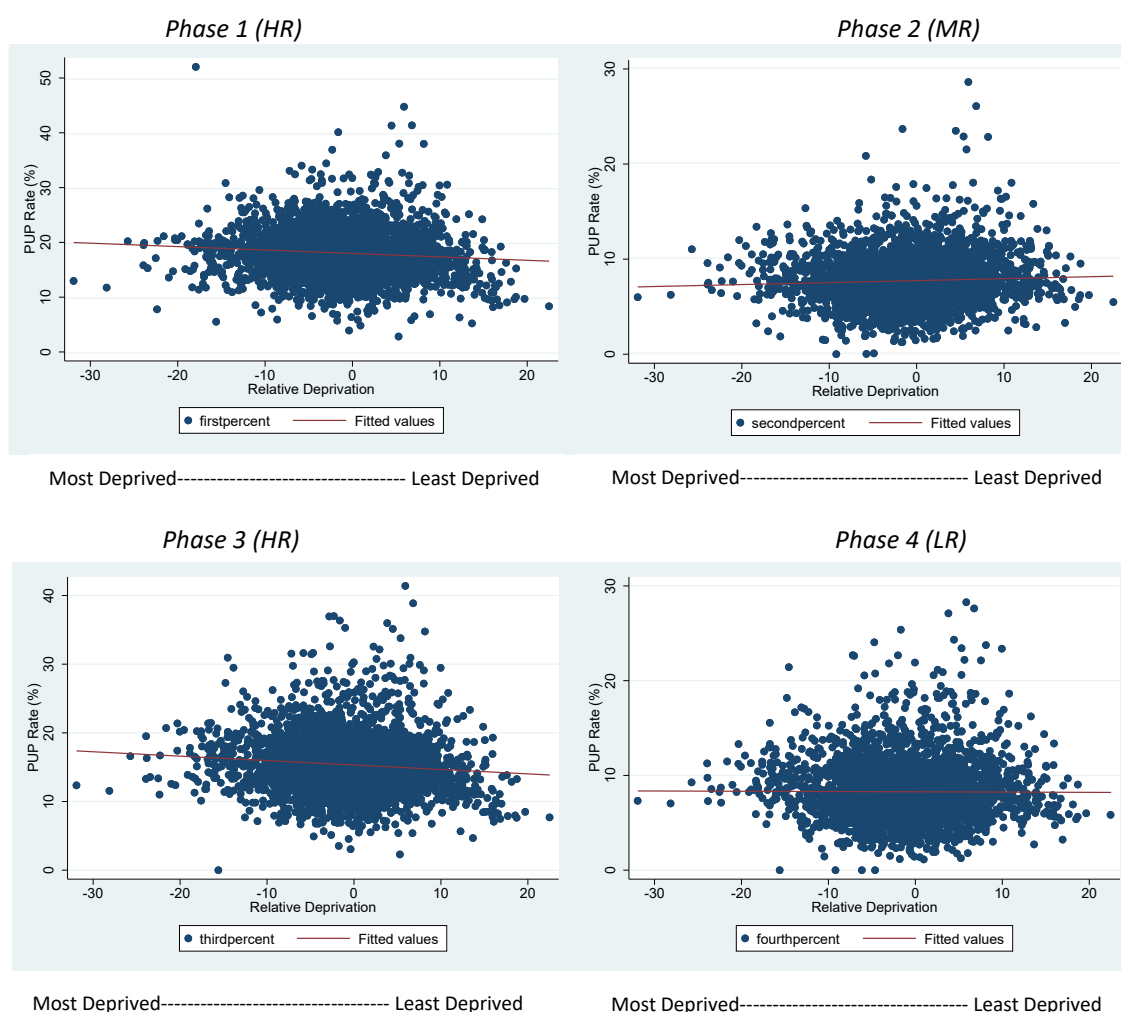 Phase 1 (HR)
PUP Rate (%)
50
40
30
20
10
0
-30 -20 -10 0 10 20
Relative Deprivation
firstpercent Fitted values
Most Deprived---------------------------------- Least Deprived
Phase 2 (MR)
PUP Rate (%)
30
20
10
0
-30 -20 -10 0 10 20
Relative Deprivation
secondpercent Fitted values
Most Deprived---------------------------------- Least Deprived
Phase 3 (HR)
PUP Rate (%)
40
30
20
10
0
-30 -20 -10 0 10 20
Relative Deprivation
thirdpercent Fitted values
Most Deprived---------------------------------- Least Deprived
Phase 4 (LR)
PUP Rate (%)
30
20
10
0
-30 -20 -10 0 10 20
Relative Deprivation
fourthpercent Fitted values
Most Deprived---------------------------------- Least Deprived